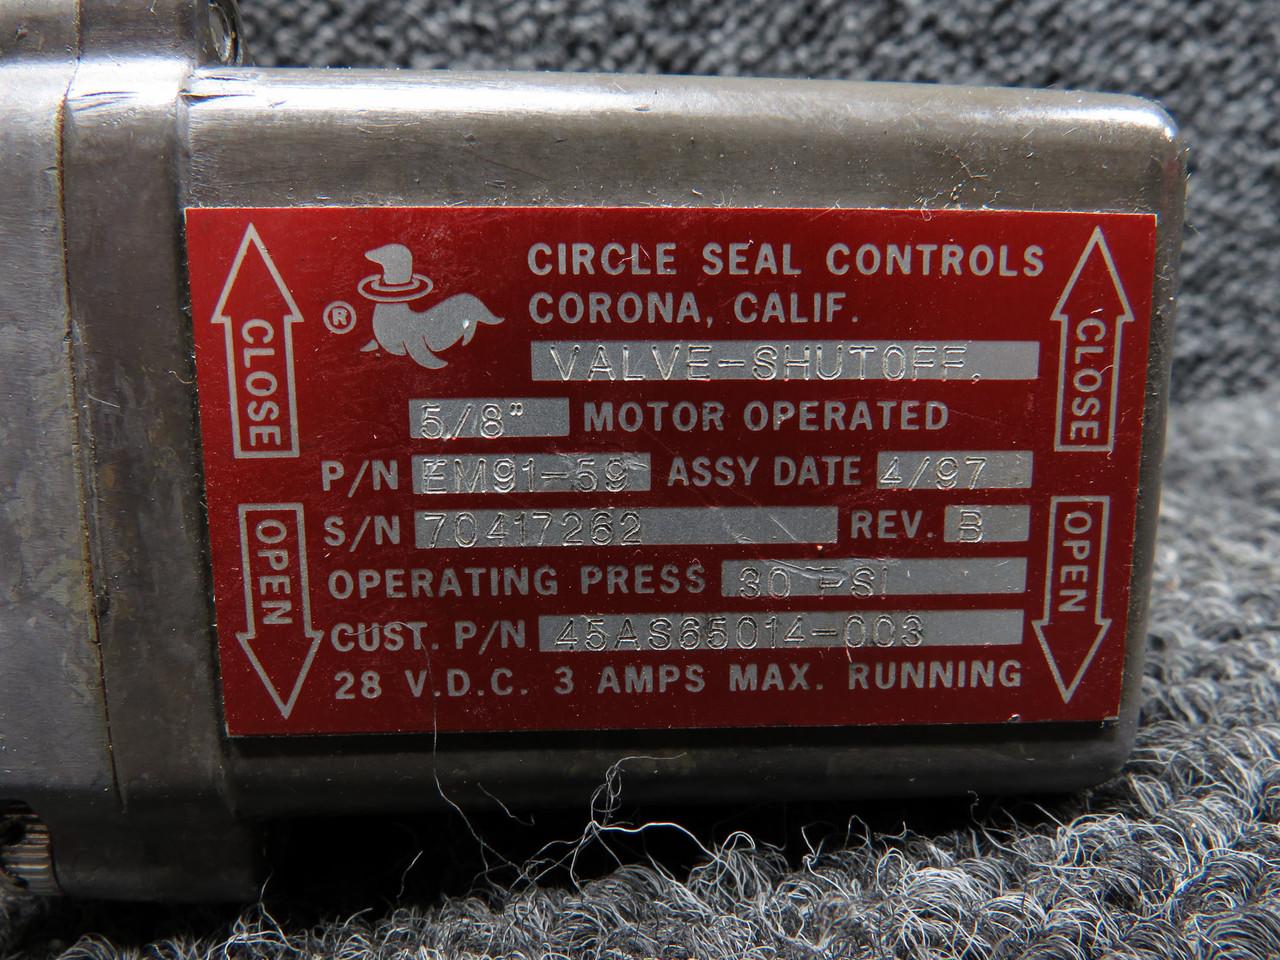 CIRCLE SEAL CONTROLS
CORONA, CALIF.
®
VALVE-SHUTOFF,
5/8" MOTOR OPERATED
P/N EM91-59 ASSY DATE 4/97
S/N 70417262 REV. B
OPERATING PRESS 30 PSI
CUST. P/N 45AS65014-003
28 V.D.C. 3 AMPS MAX. RUNNING
CLOSE
OPEN
CLOSE
OPEN